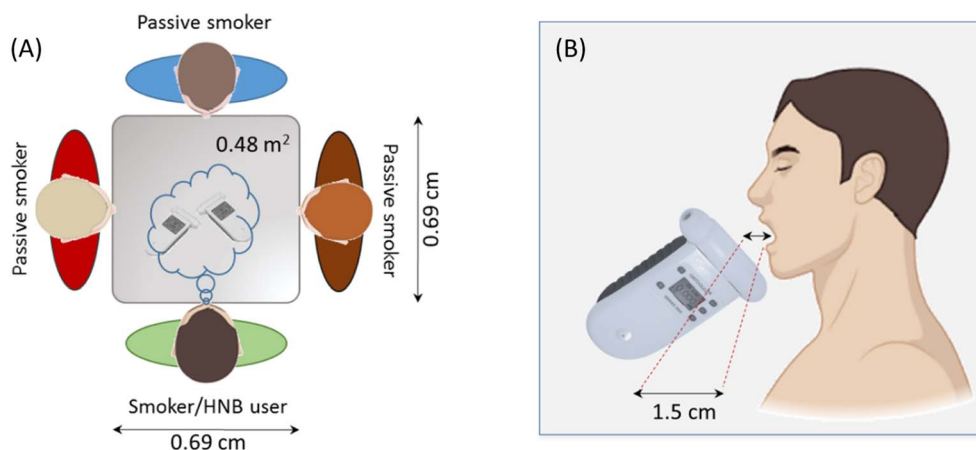 (A)
Passive smoker
0.48 m²
Passive smoker
Passive smoker
0.69 cm
Smoker/HNB user
0.69 cm
(B)
1.5 cm